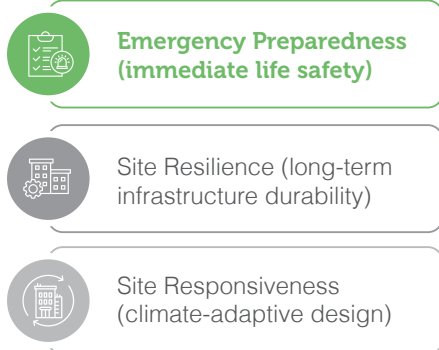 Emergency Preparedness
(immediate life safety)
Site Resilience (long-term
infrastructure durability)
Site Responsiveness
(climate-adaptive design)